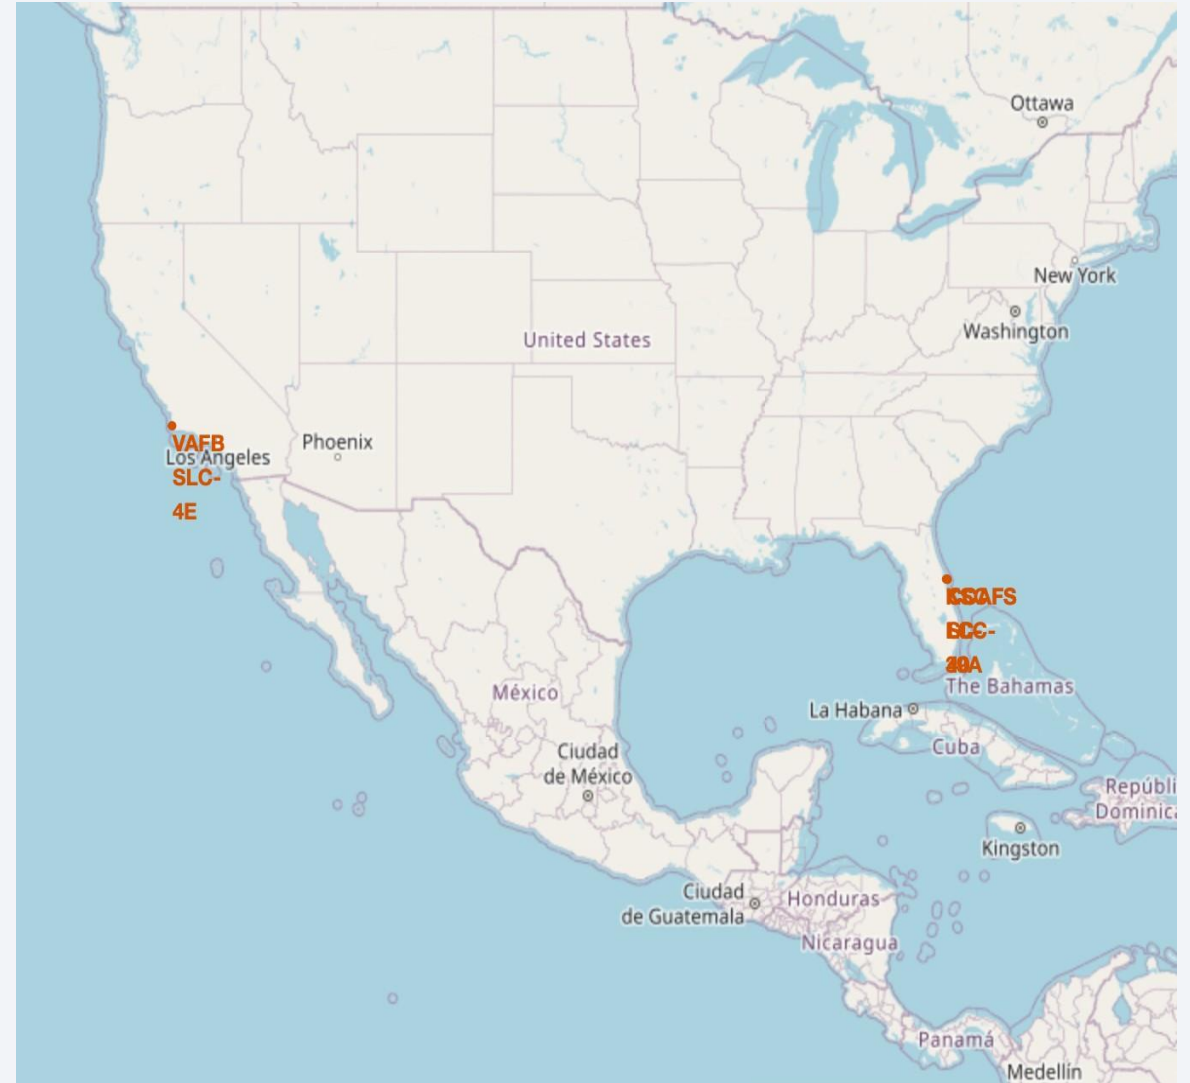 Ottawa
New York
Washington
United States
VAFB
SLC-
4E
Los Angeles
Phoenix
The Bahamas
México
La Habana
Cuba
Ciudad
de México
Repúbli
Dominica
Kingston
Ciudad
de Guatemala
Honduras
Nicaragua
Panamá
Medellín